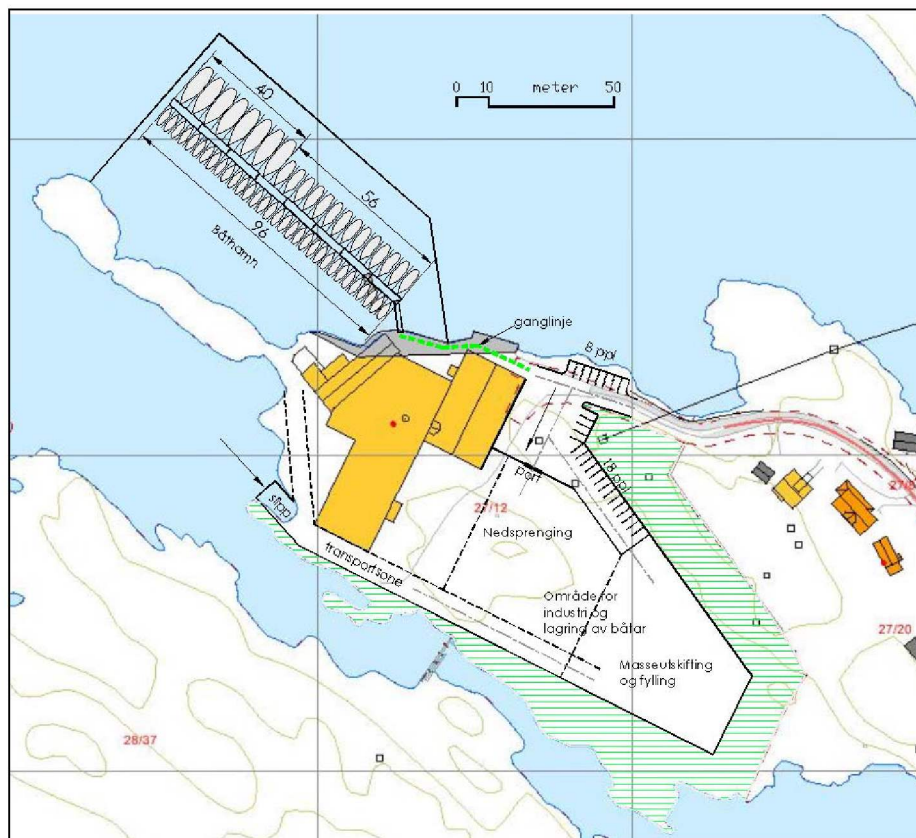 0 10 meter 50
40
56
96
Båthamn
ganglinje
8 ppl
18 ppl
port
27/12
Nedsprenging
slipp
transportsone
Område for
industri og
lagring av båtar
Masseutskifting
og fylling
27/20
28/37